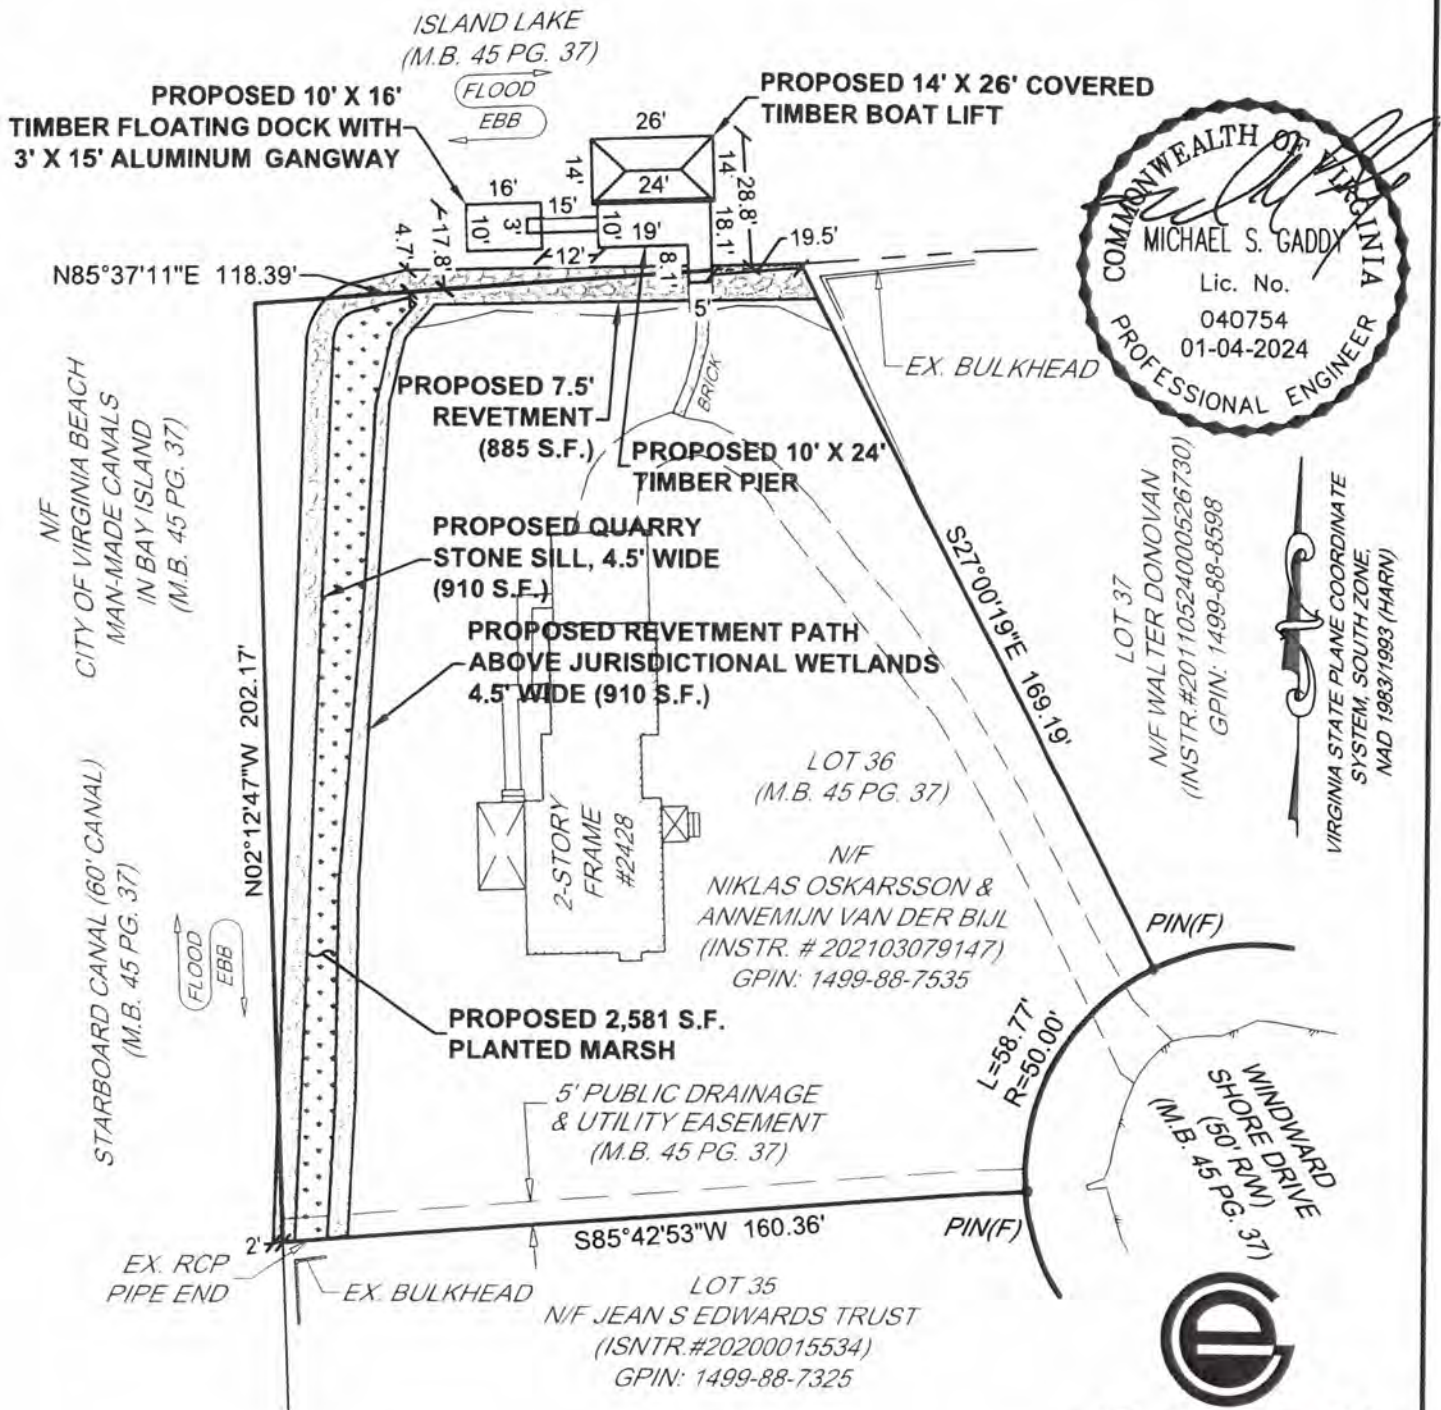 ISLAND LAKE
(M.B. 45 PG. 37)
FLOOD
EBB
PROPOSED 10' X 16'
TIMBER FLOATING DOCK WITH
3' X 15' ALUMINUM GANGWAY
PROPOSED 14' X 26' COVERED
TIMBER BOAT LIFT
26'
14'
14'
24'
28.8'
16'
15'
10'
3'
10'
19'
18.1'
12'
8.1'
19.5'
4.7'
17.8'
5'
N85°37'11"E 118.39'
COMMONWEALTH OF VIRGINIA
MICHAEL S. GADDY
Lic. No.
040754
01-04-2024
PROFESSIONAL ENGINEER
EX. BULKHEAD
BRICK
PROPOSED 7.5'
REVETMENT
(885 S.F.)
PROPOSED 10' X 24'
TIMBER PIER
N/F
CITY OF VIRGINIA BEACH
MAN-MADE CANALS
IN BAY ISLAND
(M.B. 45 PG. 37)
PROPOSED QUARRY
STONE SILL, 4.5' WIDE
(910 S.F.)
PROPOSED REVETMENT PATH
ABOVE JURISDICTIONAL WETLANDS
4.5' WIDE (910 S.F.)
S27°00'19"E 169.19'
LOT 37
N/F WALTER DONOVAN
(INSTR.#20110524000526730)
GPIN: 1499-88-8598
VIRGINIA STATE PLANE COORDINATE
SYSTEM, SOUTH ZONE,
NAD 1983/1993 (HARN)
N02°12'47"W 202.17'
STARBOARD CANAL (60' CANAL)
(M.B. 45 PG. 37)
FLOOD
EBB
2-STORY
FRAME
#2428
LOT 36
(M.B. 45 PG. 37)
N/F
NIKLAS OSKARSSON &
ANNEMIJN VAN DER BIJL
(INSTR. # 202103079147)
GPIN: 1499-88-7535
PIN(F)
PROPOSED 2,581 S.F.
PLANTED MARSH
L=58.77'
R=50.00'
5' PUBLIC DRAINAGE
& UTILITY EASEMENT
(M.B. 45 PG. 37)
WINDWARD
SHORE DRIVE
(50' R/W)
(M.B. 45 PG. 37)
S85°42'53"W 160.36'
PIN(F)
2'
EX. RCP
PIPE END
EX. BULKHEAD
LOT 35
N/F JEAN S EDWARDS TRUST
(ISNTR.#20200015534)
GPIN: 1499-88-7325